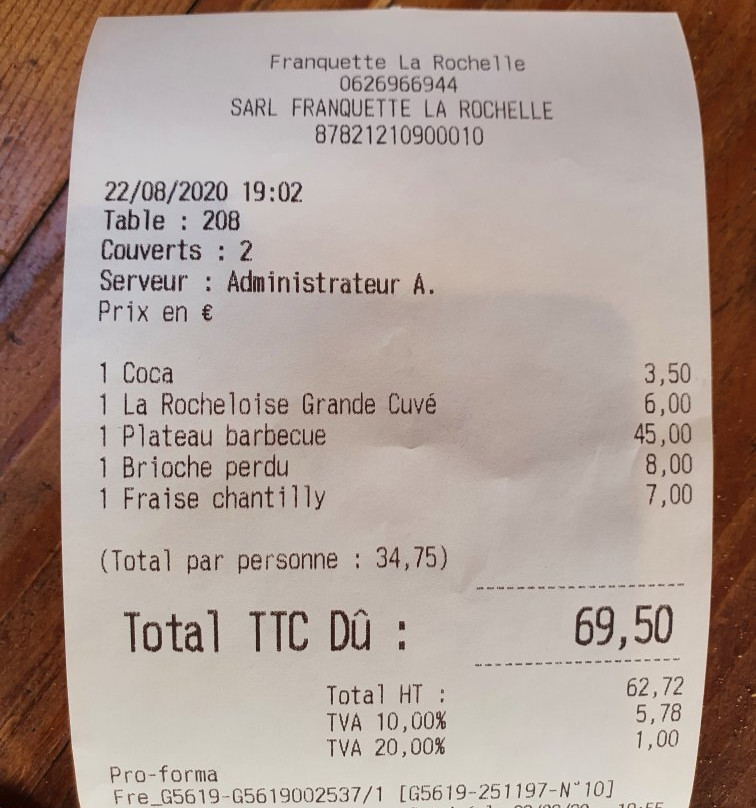 Franquette La Rochelle
0626966944
SARL FRANQUETTE LA ROCHELLE
87821210900010
22/08/2020 19:02
Table : 208
Couverts : 2
Serveur : Administrateur A.
Prix en €
1 Coca 3,50
1 La Rocheloise Grande Cuvé 6,00
1 Plateau barbecue 45,00
1 Brioche perdu 8,00
1 Fraise chantilly 7,00
(Total par personne : 34,75)
Total TTC Dû : 69,50
Total HT : 62,72
TVA 10,00% 5,78
TVA 20,00% 1,00
Pro-forma
Fre_G5619-G5619002537/1 [G5619-251197-N°10]